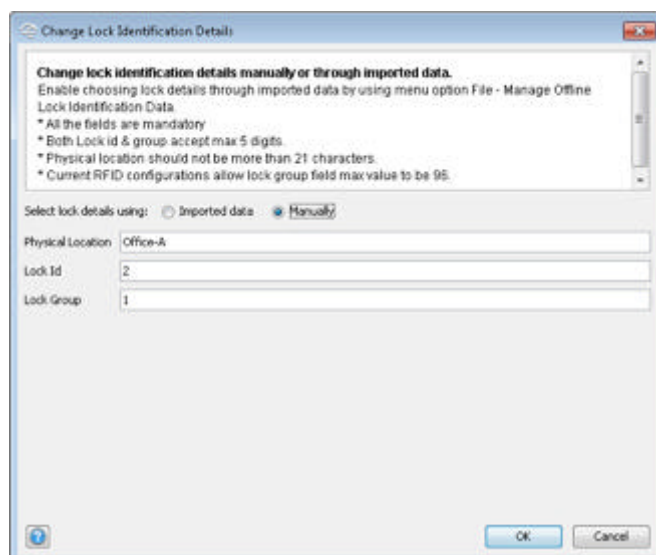 Change Lock Identification Details
Change lock identification details manually or through imported data.
Enable choosing lock details through imported data by using menu option File - Manage Offline
Lock Identification Data.
* All the fields are mandatory
* Both Lock id & group accept max 5 digits.
* Physical location should not be more than 21 characters.
* Current RFID configurations allow lock group field max value to be 96.
Select lock details using: Imported data Manually
Physical Location Office-A
Lock Id 2
Lock Group 1
? OK Cancel